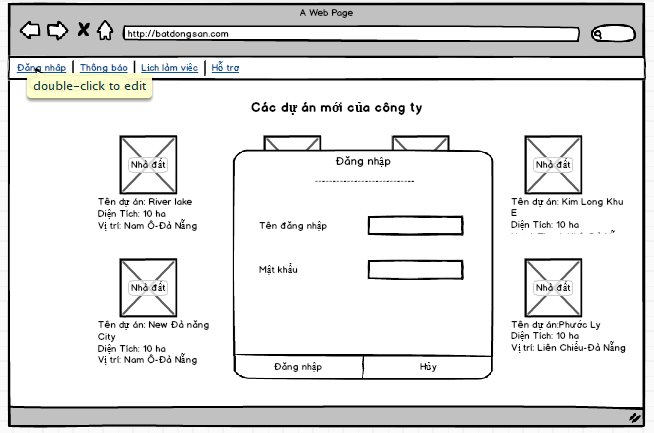 A Web Page
http://batdongsan.com
Đăng nhập | Thông báo | Lịch làm việc | Hỗ trợ
double-click to edit
Các dự án mới của công ty
Nhà đất
Tên dự án: River lake
Diện Tích: 10 ha
Vị trí: Nam Ô-Đà Nẵng
Đăng nhập
Tên đăng nhập
Mật khẩu
Đăng nhập
Hủy
Nhà đất
Tên dự án: Kim Long Khu
E
Diện Tích: 10 ha
Nhà đất
Tên dự án: New Đà năng
City
Diện Tích: 10 ha
Vị trí: Nam Ô-Đà Nẵng
Nhà đất
Tên dự án:Phước Lý
Diện Tích: 10 ha
Vị trí: Liên Chiểu-Đà Nẵng